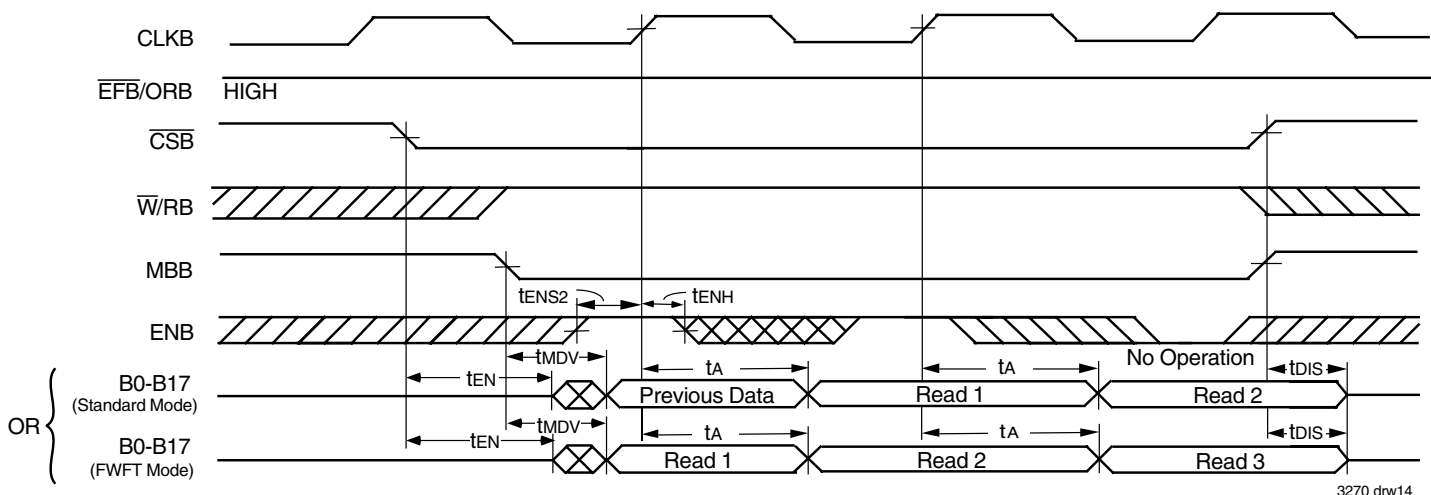 CLKB
EFB/ORB HIGH
CSB
W/RB
MBB
tENS2 tENH
ENB
No Operation
tMDV
tEN tA tA tDIS
B0-B17
(Standard Mode)
Previous Data Read 1 Read 2
OR
tMDV
tEN tA tA tDIS
B0-B17
(FWFT Mode)
Read 1 Read 2 Read 3
3270 drw14